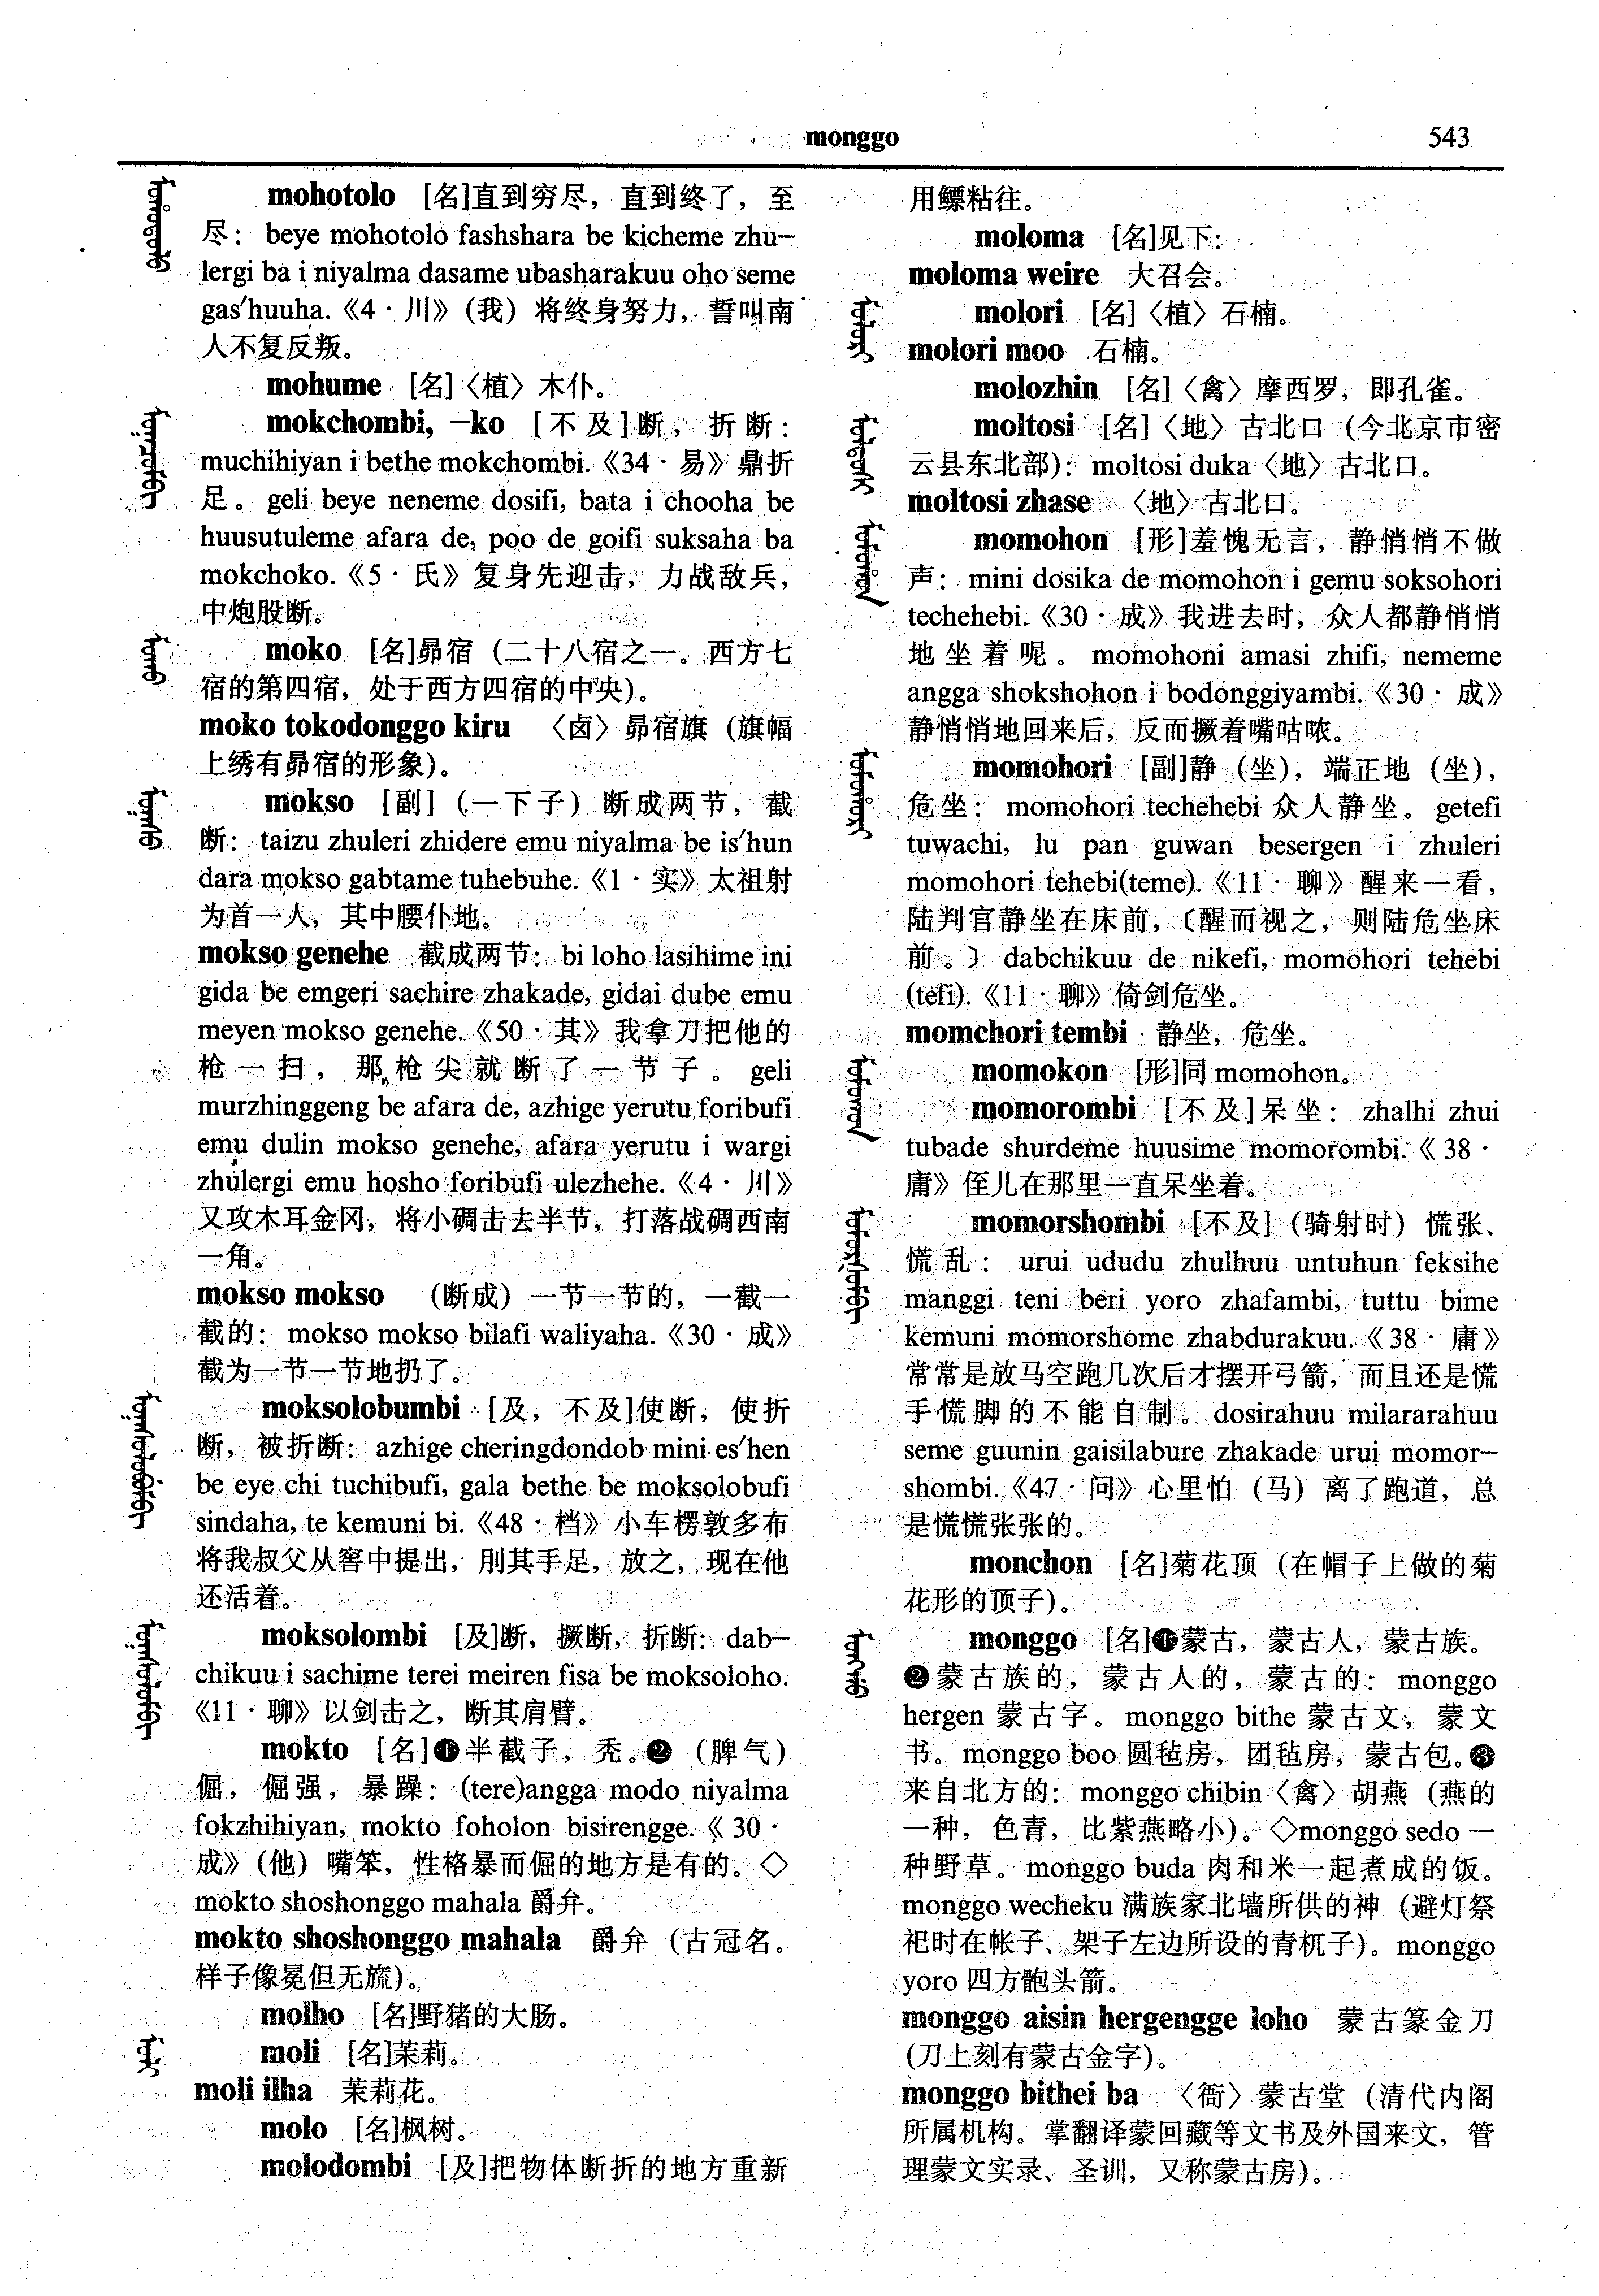 monggo
543
mohotolo [名]直到穷尽，直到终了，至
尽： beye mohotolo fashshara be kicheme zhu-
lergi ba i niyalma dasame ubasharakuu oho seme
gas'huuha.《4·川》（我）将终身努力，誓叫南
人不复反叛。
mohume [名]〈植〉木仆。
mokchombi, -ko [不及]断，折断：
muchihiyan i bethe mokchombi.《34·易》鼎折
足。geli beye neneme dosifi, bata i chooha be
huusutuleme afara de, poo de goifi suksaha ba
mokchoko.《5·氏》复身先迎击，力战敌兵，
中炮股断。
moko [名]昴宿（二十八宿之一。西方七
宿的第四宿，处于西方四宿的中央）。
moko tokodonggo kiru 〈卤〉昴宿旗（旗幅
上绣有昴宿的形象）。
mokso [副]（一下子）断成两节，截
断： taizu zhuleri zhidere emu niyalma be is'hun
dara mokso gabtame tuhebuhe.《1·实》太祖射
为首一人，其中腰仆地。
mokso genehe 截成两节： bi loho lasihime ini
gida be emgeri sachire zhakade, gidai dube emu
meyen mokso genehe.《50·其》我拿刀把他的
枪一扫，那枪尖就断了一节子。geli
murzhinggeng be afara de, azhige yerutu foribufi
emu dulin mokso genehe, afara yerutu i wargi
zhulergi emu hosho foribufi ulezhehe.《4·川》
又攻木耳金冈，将小碉击去半节，打落战碉西南
一角。
mokso mokso （断成）一节一节的，一截一
截的： mokso mokso bilafi waliyaha.《30·成》
截为一节一节地扔了。
moksolobumbi [及，不及]使断，使折
断，被折断： azhige cheringdondob mini es'hen
be eye chi tuchibufi, gala bethe be moksolobufi
sindaha, te kemuni bi.《48·档》小车楞敦多布
将我叔父从窖中提出，刖其手足，放之，现在他
还活着。
moksolombi [及]断，撅断，折断： dab-
chikuu i sachime terei meiren fisa be moksoloho.
《11·聊》以剑击之，断其肩臂。
mokto [名]❶半截子，秃。❷（脾气）
倔，倔强，暴躁： (tere)angga modo niyalma
fokzhihiyan, mokto foholon bisirengge.《30·
成》（他）嘴笨，性格暴而倔的地方是有的。◇
mokto shoshonggo mahala 爵弁。
mokto shoshonggo mahala 爵弁（古冠名。
样子像冕但无旒）。
molho [名]野猪的大肠。
moli [名]茉莉。
moli ilha 茉莉花。
molo [名]枫树。
molodombi [及]把物体断折的地方重新
用鳔粘往。
moloma [名]见下：
moloma weire 大召会。
molori [名]〈植〉石楠。
molori moo 石楠。
molozhin [名]〈禽〉摩西罗，即孔雀。
moltosi [名]〈地〉古北口（今北京市密
云县东北部）： moltosi duka〈地〉古北口。
moltosi zhase 〈地〉古北口。
momohon [形]羞愧无言，静悄悄不做
声： mini dosika de momohon i gemu soksohori
techehebi.《30·成》我进去时，众人都静悄悄
地坐着呢。momohoni amasi zhifi, nememe
angga shokshohon i bodonggiyambi.《30·成》
静悄悄地回来后，反而撅着嘴咕哝。
momohori [副]静（坐），端正地（坐），
危坐： momohori techehebi 众人静坐。getefi
tuwachi, lu pan guwan besergen i zhuleri
momohori tehebi(teme).《11·聊》醒来一看，
陆判官静坐在床前，〔醒而视之，则陆危坐床
前。〕dabchikuu de nikefi, momohori tehebi
(tefi).《11·聊》倚剑危坐。
momchori tembi 静坐，危坐。
momokon [形]同 momohon。
momorombi [不及]呆坐： zhalhi zhui
tubade shurdeme huusime momorombi.《38·
庸》侄儿在那里一直呆坐着。
momorshombi [不及]（骑射时）慌张、
慌乱： urui ududu zhulhuu untuhun feksihe
manggi teni beri yoro zhafambi, tuttu bime
kemuni momorshome zhabdurakuu.《38·庸》
常常是放马空跑几次后才摆开弓箭，而且还是慌
手慌脚的不能自制。dosirahuu milararahuu
seme guunin gaisilabure zhakade urui momor-
shombi.《47·问》心里怕（马）离了跑道，总
是慌慌张张的。
monchon [名]菊花顶（在帽子上做的菊
花形的顶子）。
monggo [名]❶蒙古，蒙古人，蒙古族。
❷蒙古族的，蒙古人的，蒙古的： monggo
hergen 蒙古字。monggo bithe 蒙古文，蒙文
书。monggo boo 圆毡房，团毡房，蒙古包。❸
来自北方的： monggo chibin〈禽〉胡燕（燕的
一种，色青，比紫燕略小）。◇monggo sedo 一
种野草。monggo buda 肉和米一起煮成的饭。
monggo wecheku 满族家北墙所供的神（避灯祭
祀时在帐子、架子左边所设的青杌子）。monggo
yoro 四方骲头箭。
monggo aisin hergengge loho 蒙古篆金刀
（刀上刻有蒙古金字）。
monggo bithei ba 〈衙〉蒙古堂（清代内阁
所属机构。掌翻译蒙回藏等文书及外国来文，管
理蒙文实录、圣训，又称蒙古房）。